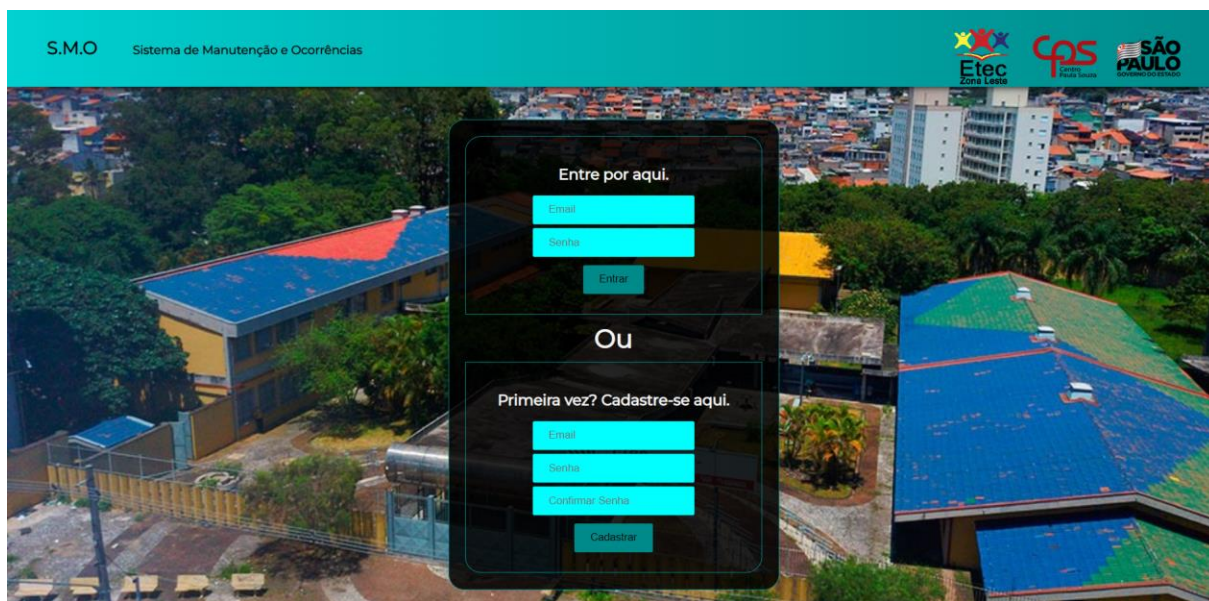 S.M.O
Sistema de Manutenção e Ocorrências
Etec
Zona Leste
CPS
Centro
Paula Souza
SÃO
PAULO
GOVERNO DO ESTADO
Entre por aqui.
Email
Senha
Entrar
Ou
Primeira vez? Cadastre-se aqui.
Email
Senha
Confirmar Senha
Cadastrar